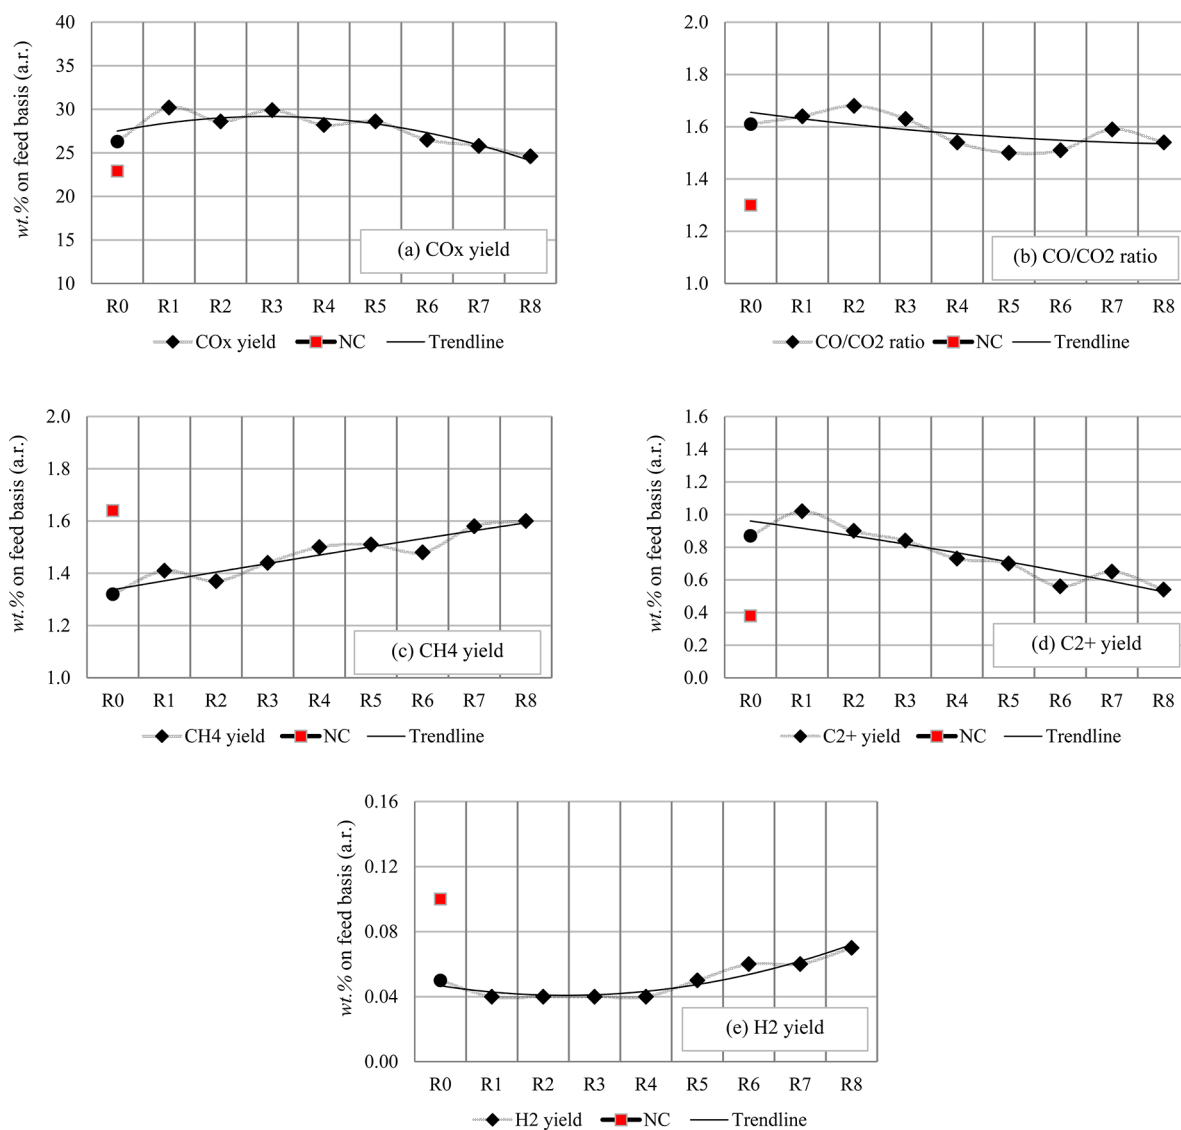 wt.% on feed basis (a.r.)
40
35
30
25
20
15
10
(a) COx yield
R0 R1 R2 R3 R4 R5 R6 R7 R8
COx yield NC Trendline
2.0
1.8
1.6
1.4
1.2
1.0
(b) CO/CO2 ratio
R0 R1 R2 R3 R4 R5 R6 R7 R8
CO/CO2 ratio NC Trendline
wt.% on feed basis (a.r.)
2.0
1.8
1.6
1.4
1.2
1.0
(c) CH4 yield
R0 R1 R2 R3 R4 R5 R6 R7 R8
CH4 yield NC Trendline
wt.% on feed basis (a.r.)
1.6
1.4
1.2
1.0
0.8
0.6
0.4
0.2
0.0
(d) C2+ yield
R0 R1 R2 R3 R4 R5 R6 R7 R8
C2+ yield NC Trendline
wt.% on feed basis (a.r.)
0.16
0.12
0.08
0.04
0.00
(e) H2 yield
R0 R1 R2 R3 R4 R5 R6 R7 R8
H2 yield NC Trendline